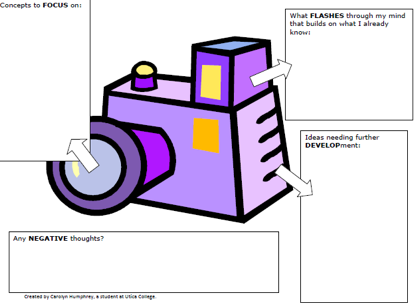 Concepts to FOCUS on:
What FLASHES through my mind
that builds on what I already
know:
Ideas needing further
DEVELOPment:
Any NEGATIVE thoughts?
Created by Carolyn Humphrey, a student at Utica College.